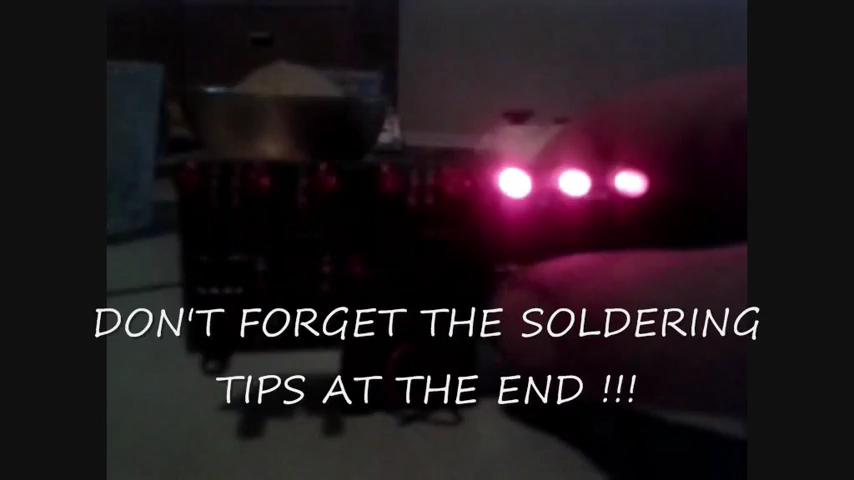 DON'T FORGET THE SOLDERING
TIPS AT THE END !!!